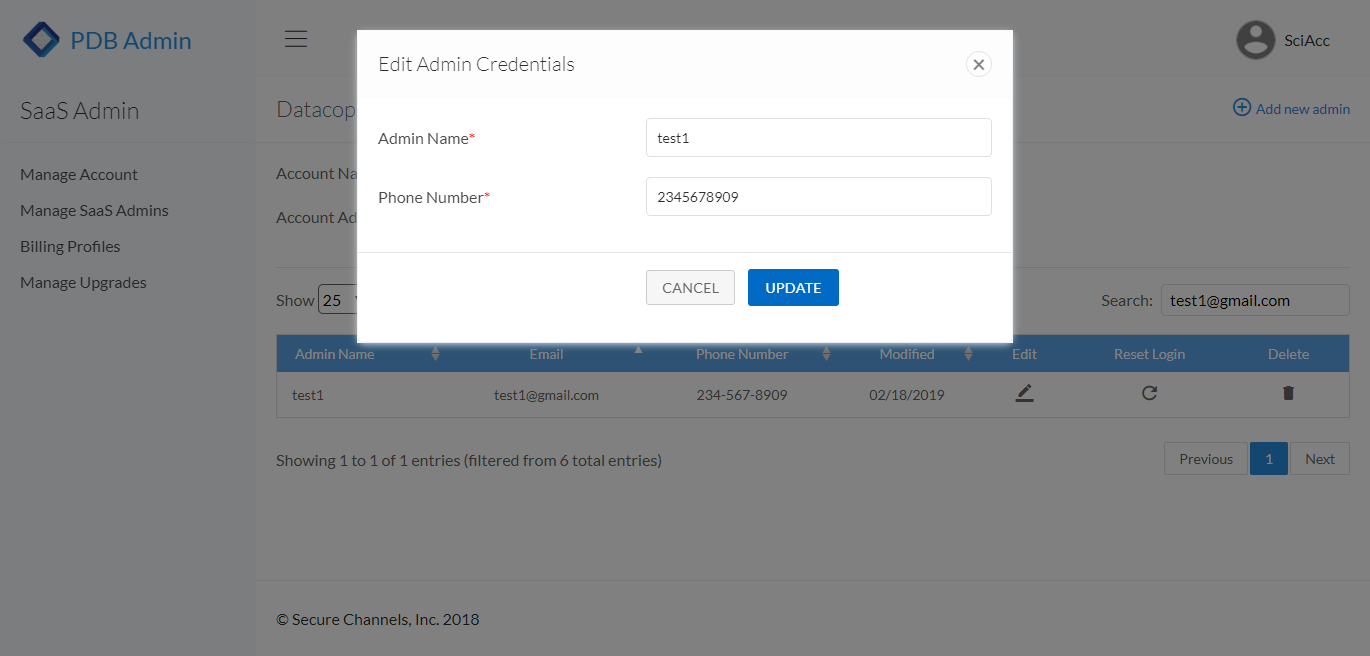 PDB Admin
SciAcc
Edit Admin Credentials
SaaS Admin
Datacop
Add new admin
Admin Name*
test1
Manage Account
Account Na
Manage SaaS Admins
Phone Number*
2345678909
Account Ad
Billing Profiles
Manage Upgrades
CANCEL
UPDATE
Show 25
Search: test1@gmail.com
Admin Name Email Phone Number Modified Edit Reset Login Delete
test1 test1@gmail.com 234-567-8909 02/18/2019
Showing 1 to 1 of 1 entries (filtered from 6 total entries)
Previous 1 Next
© Secure Channels, Inc. 2018